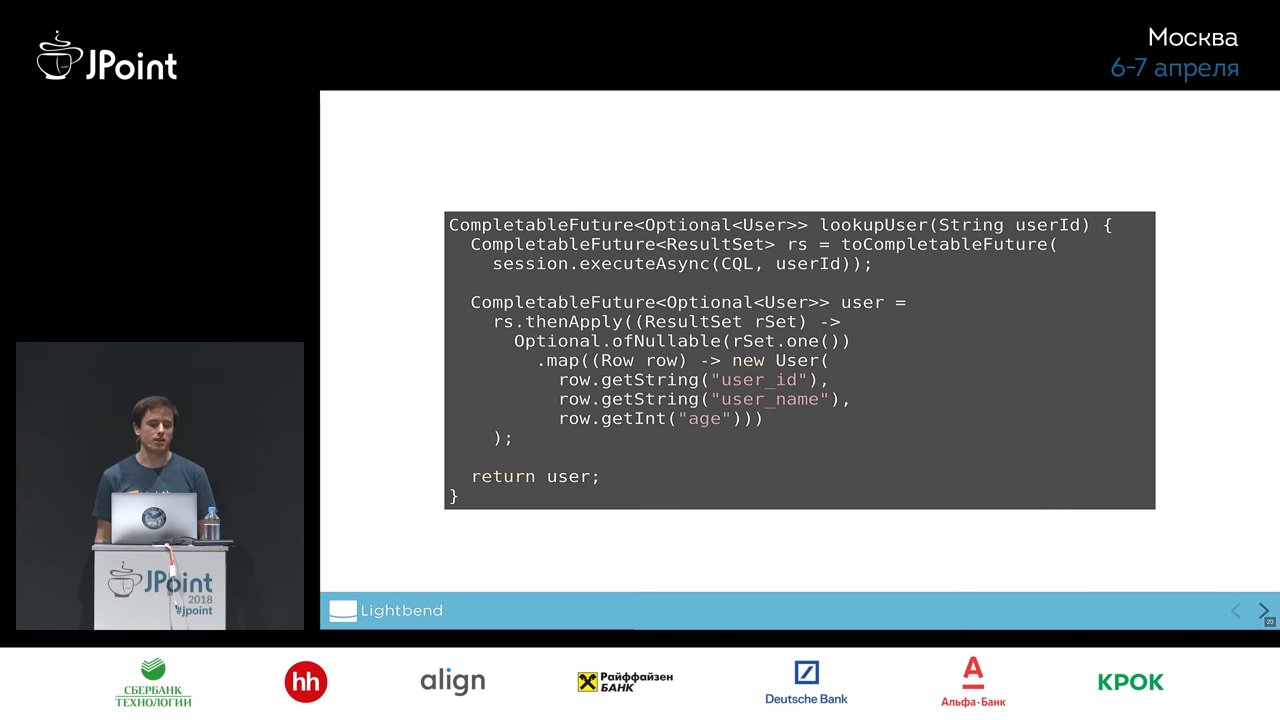 JPoint
Москва
6-7 апреля
CompletableFuture<Optional<User>> lookupUser(String userId) {
  CompletableFuture<ResultSet> rs = toCompletableFuture(
    session.executeAsync(CQL, userId));
  CompletableFuture<Optional<User>> user =
    rs.thenApply((ResultSet rSet) ->
      Optional.ofNullable(rSet.one())
        .map((Row row) -> new User(
          row.getString("user_id"),
          row.getString("user_name"),
          row.getInt("age")))
    );
  return user;
}
JPoint
2018
#jpoint
Lightbend
20
СБЕРБАНК
ТЕХНОЛОГИИ
hh
align
Райффайзен
БАНК
Deutsche Bank
А
Альфа·Банк
КРОК